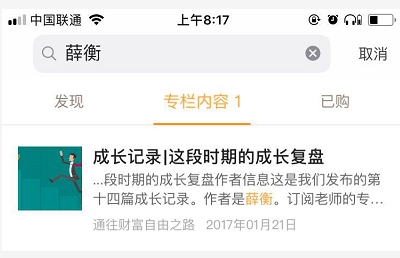 中国联通 上午8:17
薛衡 取消
发现 专栏内容 1 已购
成长记录|这段时期的成长复盘
...段时期的成长复盘作者信息这是我们发布的第
十四篇成长记录。作者是薛衡。订阅老师的专...
通往财富自由之路 2017年01月21日